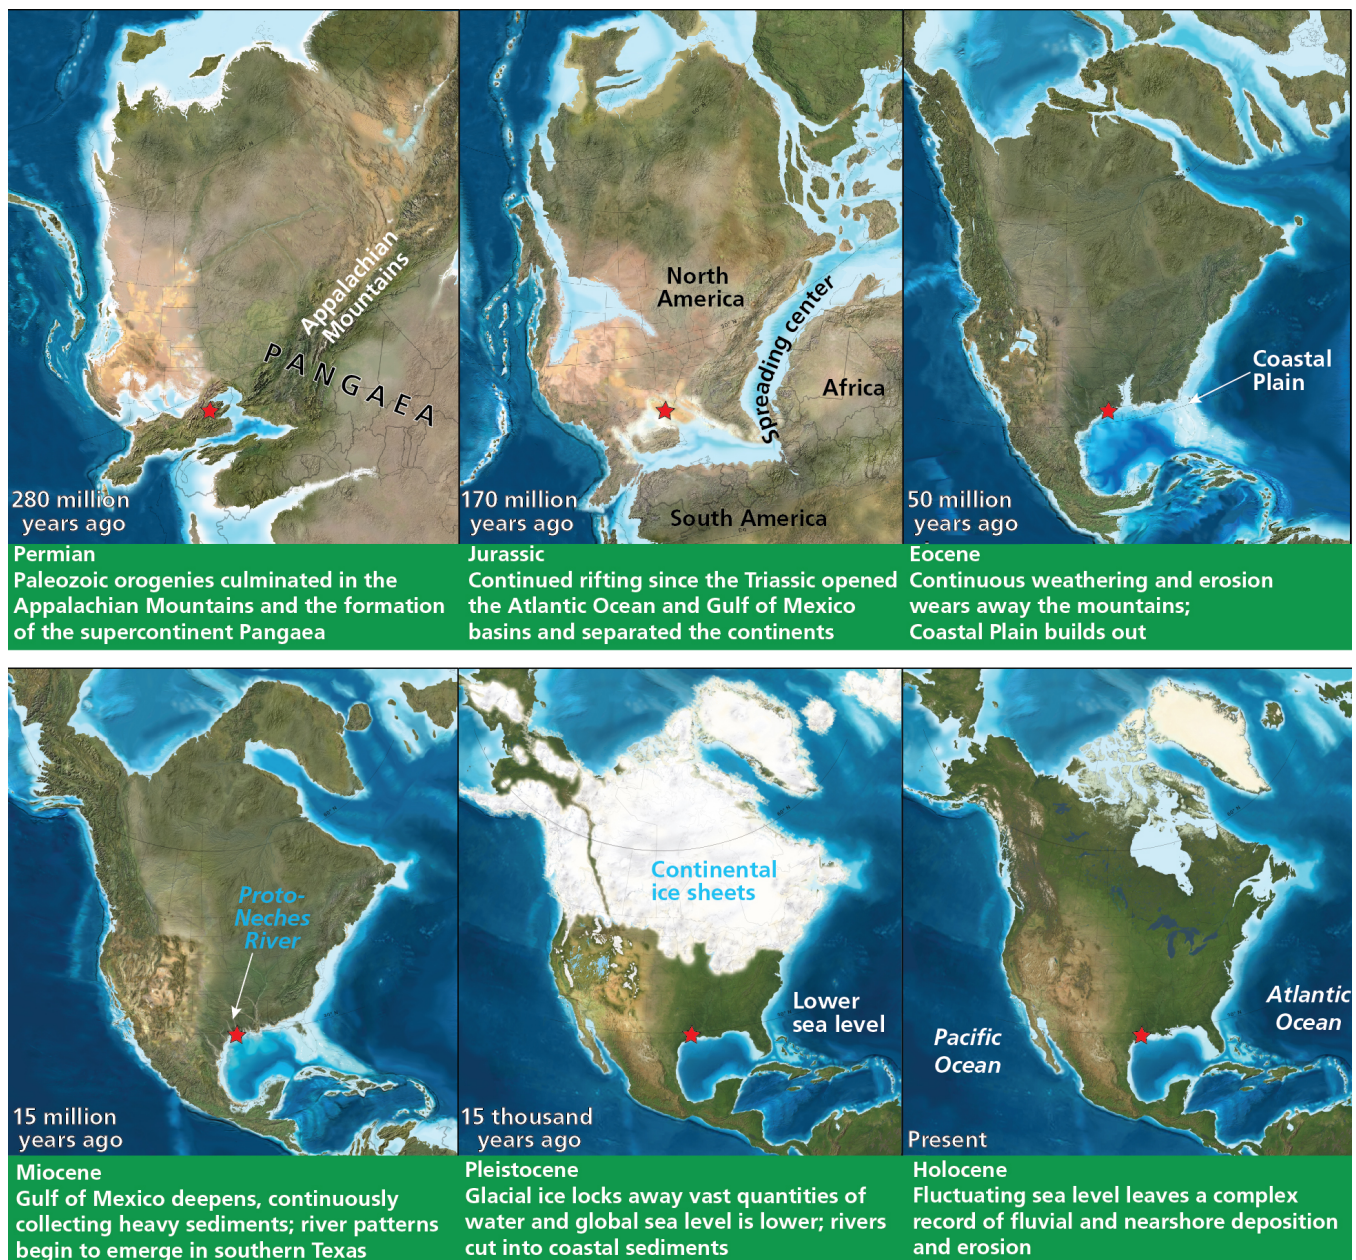 Appalachian
Mountains
PANGAEA
280 million
years ago
Permian
Paleozoic orogenies culminated in the
Appalachian Mountains and the formation
of the supercontinent Pangaea
North
America
Spreading center
Africa
South America
170 million
years ago
Jurassic
Continued rifting since the Triassic opened
the Atlantic Ocean and Gulf of Mexico
basins and separated the continents
Coastal
Plain
50 million
years ago
Eocene
Continuous weathering and erosion
wears away the mountains;
Coastal Plain builds out
Proto-
Neches
River
15 million
years ago
Miocene
Gulf of Mexico deepens, continuously
collecting heavy sediments; river patterns
begin to emerge in southern Texas
Continental
ice sheets
Lower
sea level
15 thousand
years ago
Pleistocene
Glacial ice locks away vast quantities of
water and global sea level is lower; rivers
cut into coastal sediments
Atlantic
Ocean
Pacific
Ocean
Present
Holocene
Fluctuating sea level leaves a complex
record of fluvial and nearshore deposition
and erosion